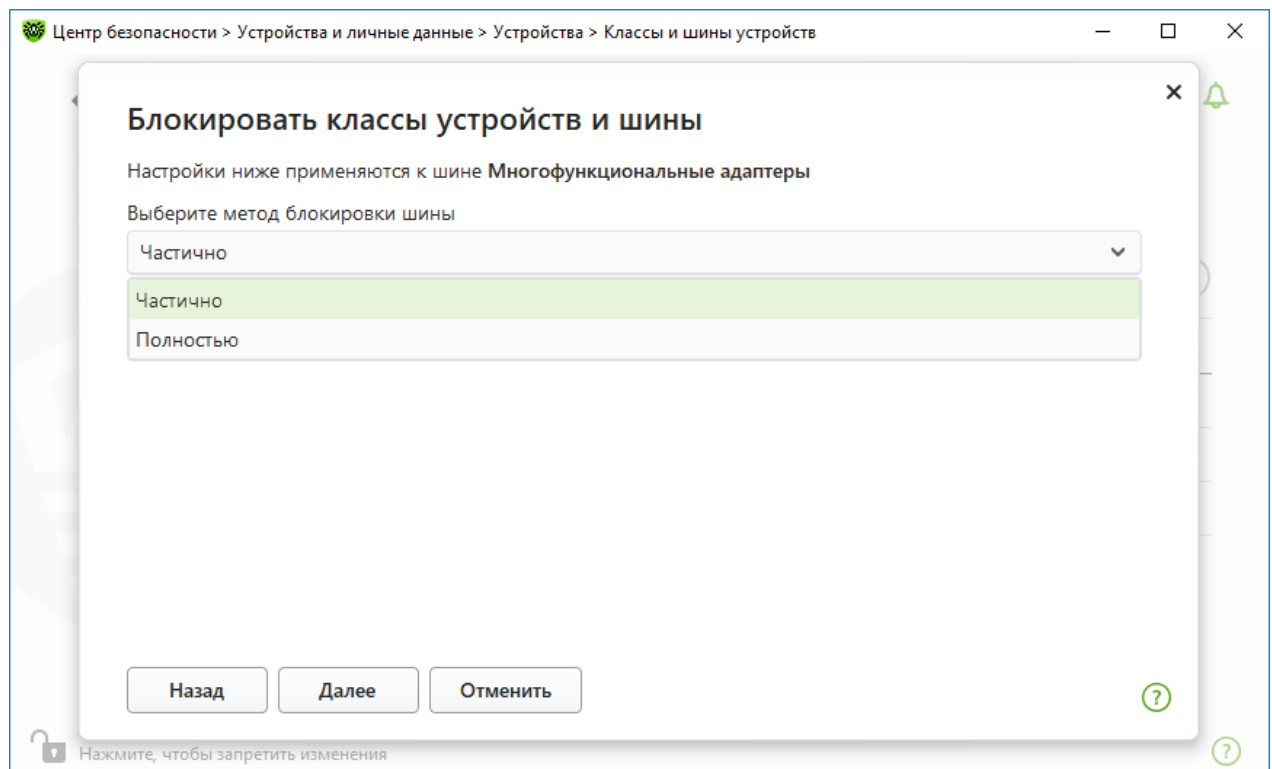 Центр безопасности > Устройства и личные данные > Устройства > Классы и шины устройств
Блокировать классы устройств и шины
Настройки ниже применяются к шине Многофункциональные адаптеры
Выберите метод блокировки шины
Частично
Частично
Полностью
Назад Далее Отменить
?
Нажмите, чтобы запретить изменения
?